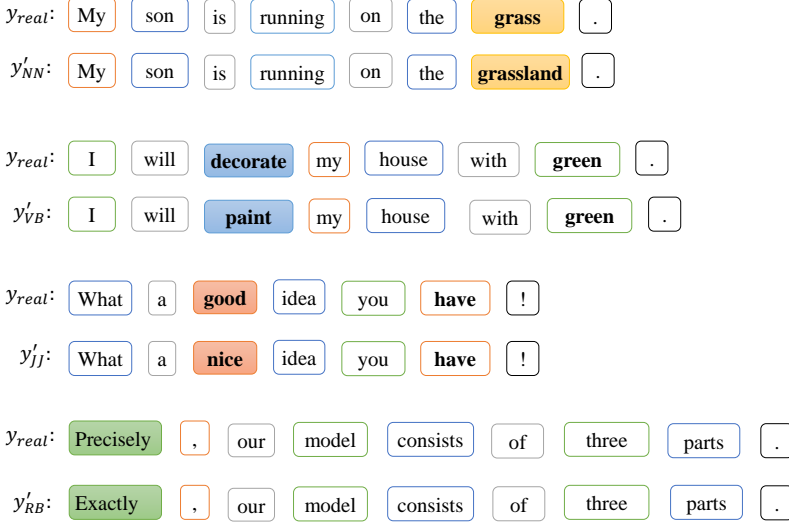 y_real: My son is running on the grass .
y'_NN: My son is running on the grassland .
y_real: I will decorate my house with green .
y'_VB: I will paint my house with green .
y_real: What a good idea you have !
y'_JJ: What a nice idea you have !
y_real: Precisely , our model consists of three parts .
y'_RB: Exactly , our model consists of three parts .